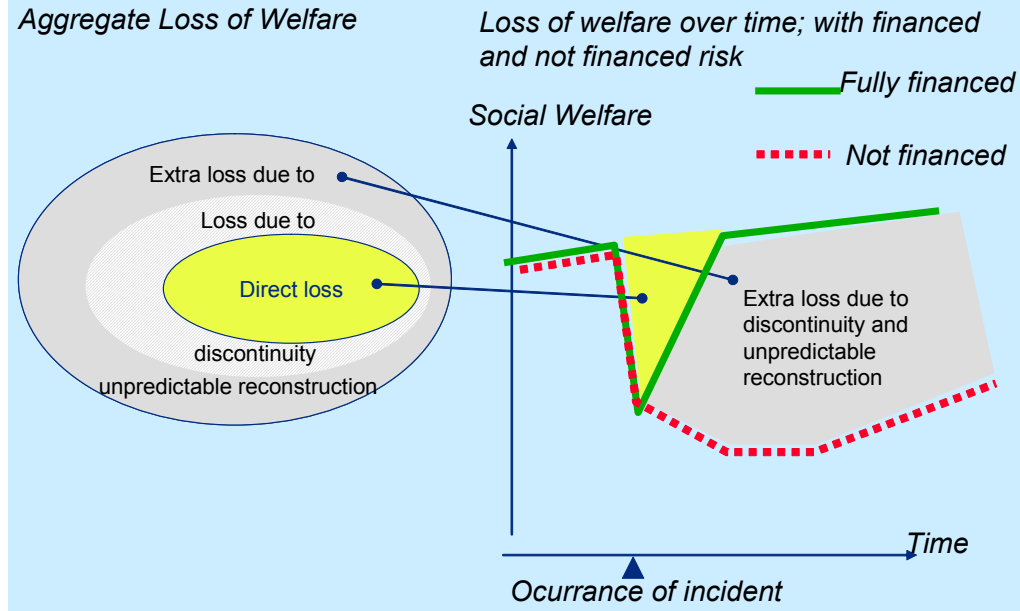 Aggregate Loss of Welfare
Loss of welfare over time; with financed
and not financed risk
Fully financed
Not financed
Social Welfare
Extra loss due to
Loss due to
Direct loss
discontinuity
unpredictable reconstruction
Extra loss due to
discontinuity and
unpredictable
reconstruction
Time
Ocurrance of incident